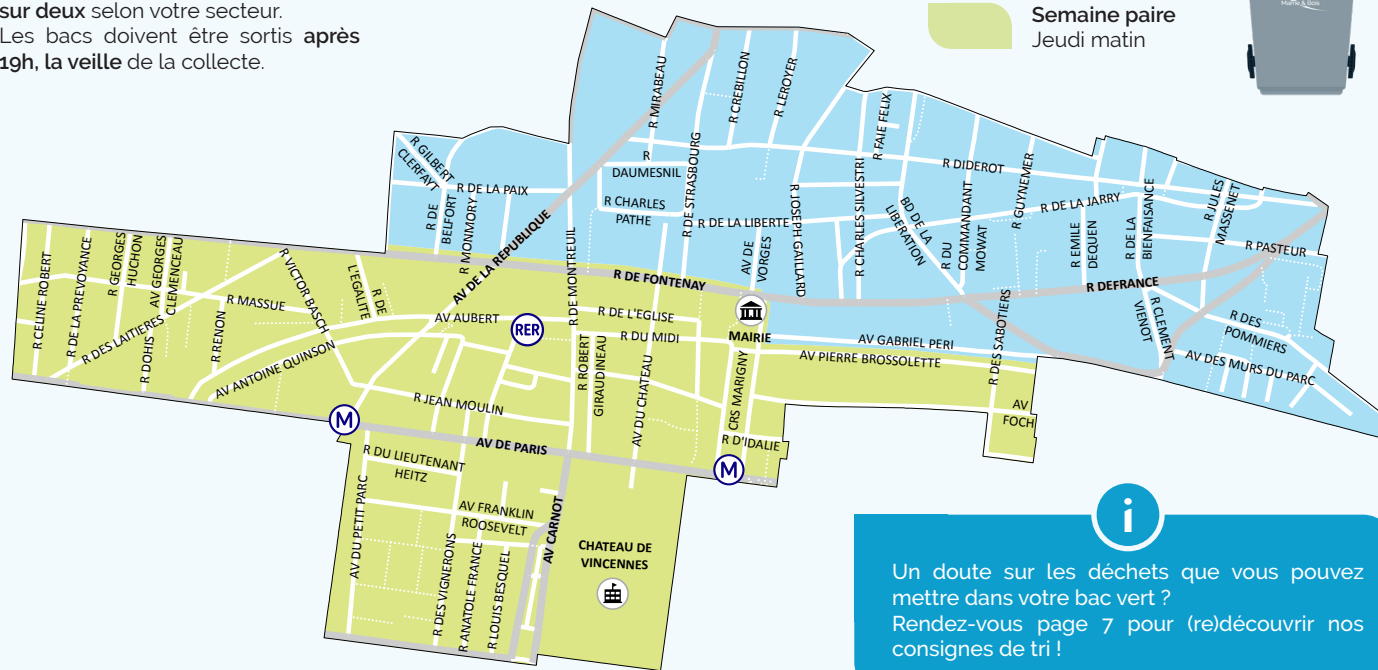 sur deux selon votre secteur.
Les bacs doivent être sortis après
19h, la veille de la collecte.
Semaine paire
Jeudi matin
Marne & Bois
R MIRABEAU
R CREBILLON
R LEROYER
R FAIE FELIX
R GILBERT
CLERFAYT
R DE LA PAIX
R DE
BELFORT
R MONMORY
R
DAUMESNIL
R CHARLES
PATHE
R DE STRASBOURG
R DE LA LIBERTE
AV DE
VORGES
R JOSEPH GAILLARD
R CHARLES SILVESTRI
BD DE LA
LIBERATION
R DIDEROT
R DU
COMMANDANT
MOWAT
R GUYNEMER
R DE LA JARRY
R EMILE
DEQUEN
R DE LA
BIENFAISANCE
R JULES
MASSENET
R PASTEUR
R DEFRANCE
R CLEMENT
VIENOT
R DES
POMMIERS
AV DES MURS DU PARC
R CELINE ROBERT
R DE LA PREVOYANCE
R GEORGES
HUCHON
AV GEORGES
CLEMENCEAU
R DES LAITIERES
R DOHIS
R RENON
R MASSUE
R VICTOR BASCH
R DE
L'EGALITE
AV ANTOINE QUINSON
AV AUBERT
AV DE LA REPUBLIQUE
RER
R DE MONTREUIL
R DE FONTENAY
R DE L'EGLISE
R DU MIDI
R ROBERT
GIRAUDINEAU
AV DU CHATEAU
MAIRIE
CRS MARIGNY
R D'IDALIE
AV GABRIEL PERI
AV PIERRE BROSSOLETTE
R DES SABOTIERS
AV
FOCH
R JEAN MOULIN
M
AV DE PARIS
M
R DU LIEUTENANT
HEITZ
AV DU PETIT PARC
AV FRANKLIN
ROOSEVELT
R DES VIGNERONS
R ANATOLE FRANCE
R LOUIS BESQUEL
AV CARNOT
CHATEAU DE
VINCENNES
i
Un doute sur les déchets que vous pouvez
mettre dans votre bac vert ?
Rendez-vous page 7 pour (re)découvrir nos
consignes de tri !